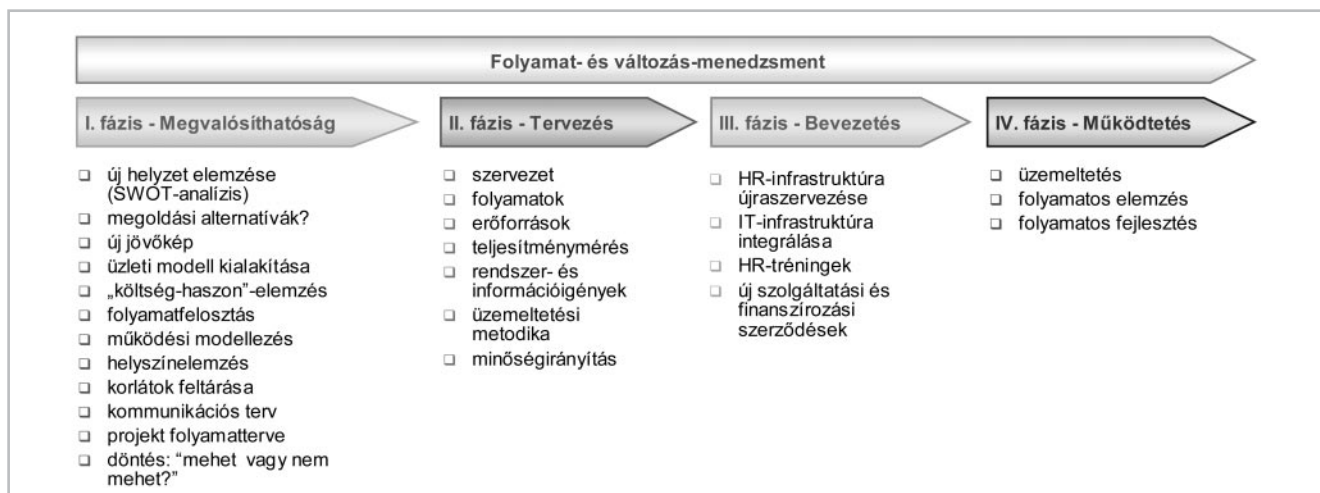 Folyamat- és változás-menedzsment
I. fázis - Megvalósíthatóság
új helyzet elemzése
(SWOT-analízis)
megoldási alternatívák?
új jövőkép
üzleti modell kialakítása
„költség-haszon”-elemzés
folyamatfelosztás
működési modellezés
helyszínelemzés
korlátok feltárása
kommunikációs terv
projekt folyamatterve
döntés: “mehet vagy nem
mehet?”
II. fázis - Tervezés
szervezet
folyamatok
erőforrások
teljesítménymérés
rendszer- és
információigények
üzemeltetési
metodika
minőségirányítás
III. fázis - Bevezetés
HR-infrastruktúra
újraszervezése
IT-infrastruktúra
integrálása
HR-tréningek
új szolgáltatási és
finanszírozási
szerződések
IV. fázis - Működtetés
üzemeltetés
folyamatos elemzés
folyamatos fejlesztés